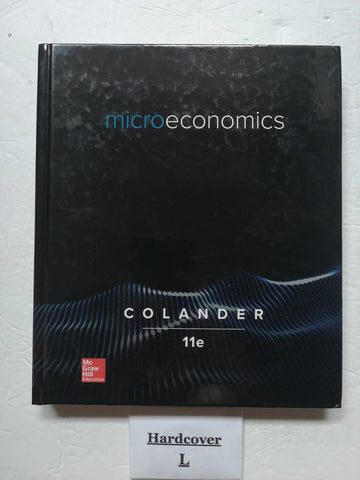 microeconomics
COLANDER
11e
Mc
Graw
Hill
Education
Hardcover
L